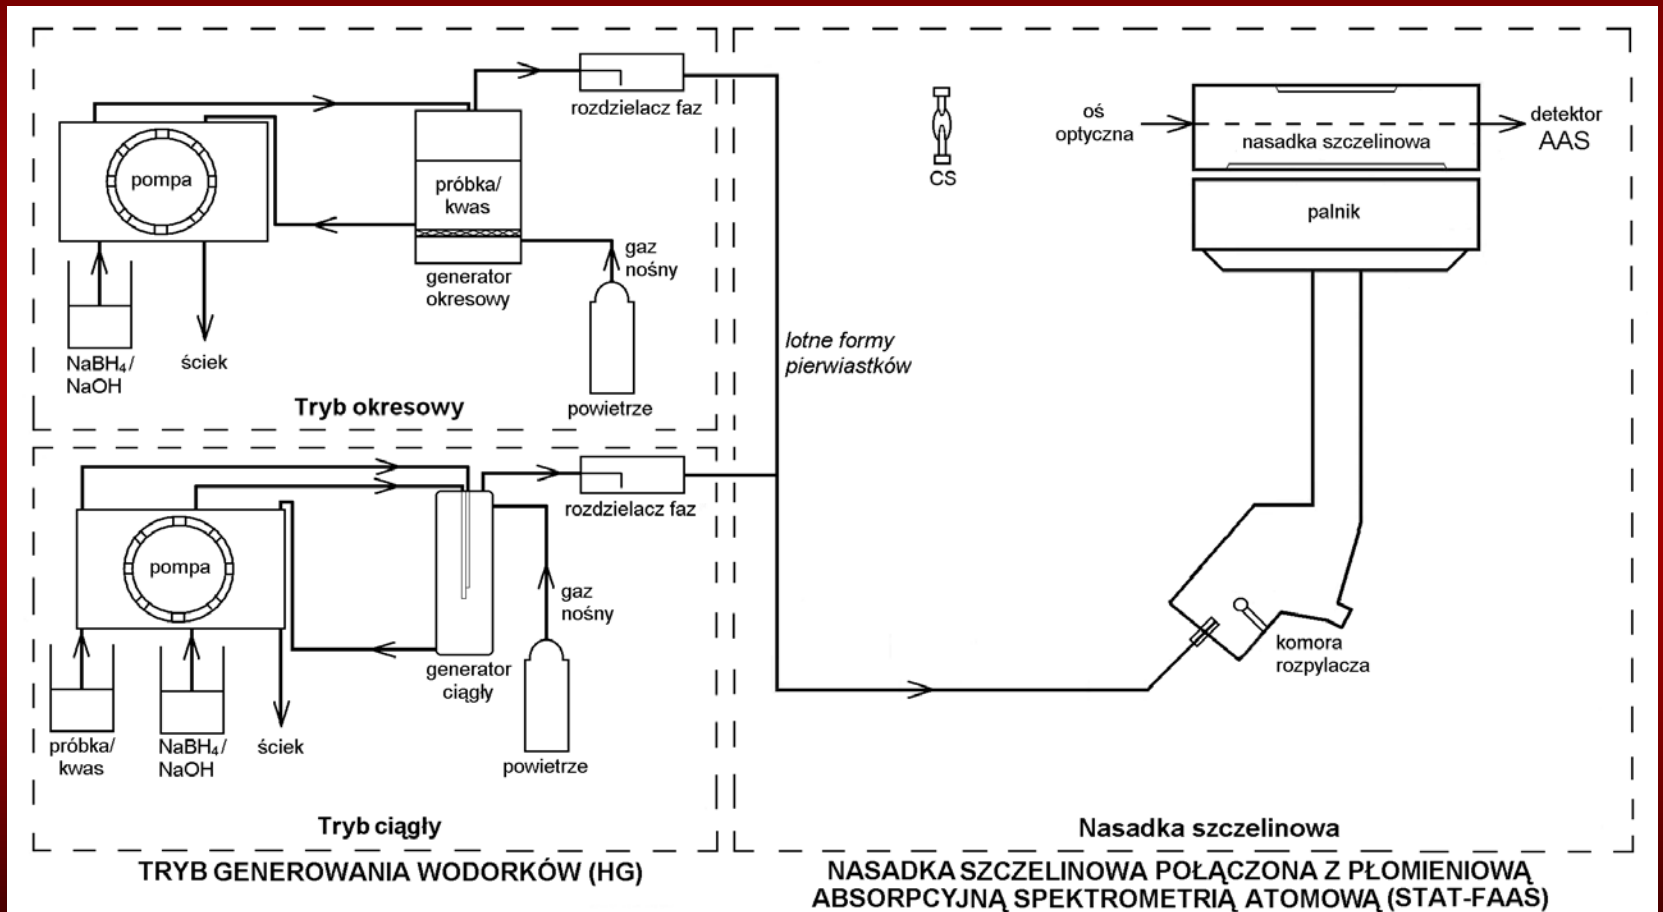 rozdzielacz faz
pompa
próbka/
kwas
gaz
nośny
generator
okresowy
NaBH₄/
NaOH
ściek
powietrze
Tryb okresowy
rozdzielacz faz
pompa
gaz
nośny
generator
ciągły
próbka/
kwas
NaBH₄/
NaOH
ściek
powietrze
Tryb ciągły
TRYB GENEROWANIA WODORKÓW (HG)
lotne formy
pierwiastków
CS
oś
optyczna
nasadka szczelinowa
detektor
AAS
palnik
komora
rozpylacza
Nasadka szczelinowa
NASADKA SZCZELINOWA POŁĄCZONA Z PŁOMIENIOWĄ
ABSORPCYJNĄ SPEKTROMETRIĄ ATOMOWĄ (STAT-FAAS)